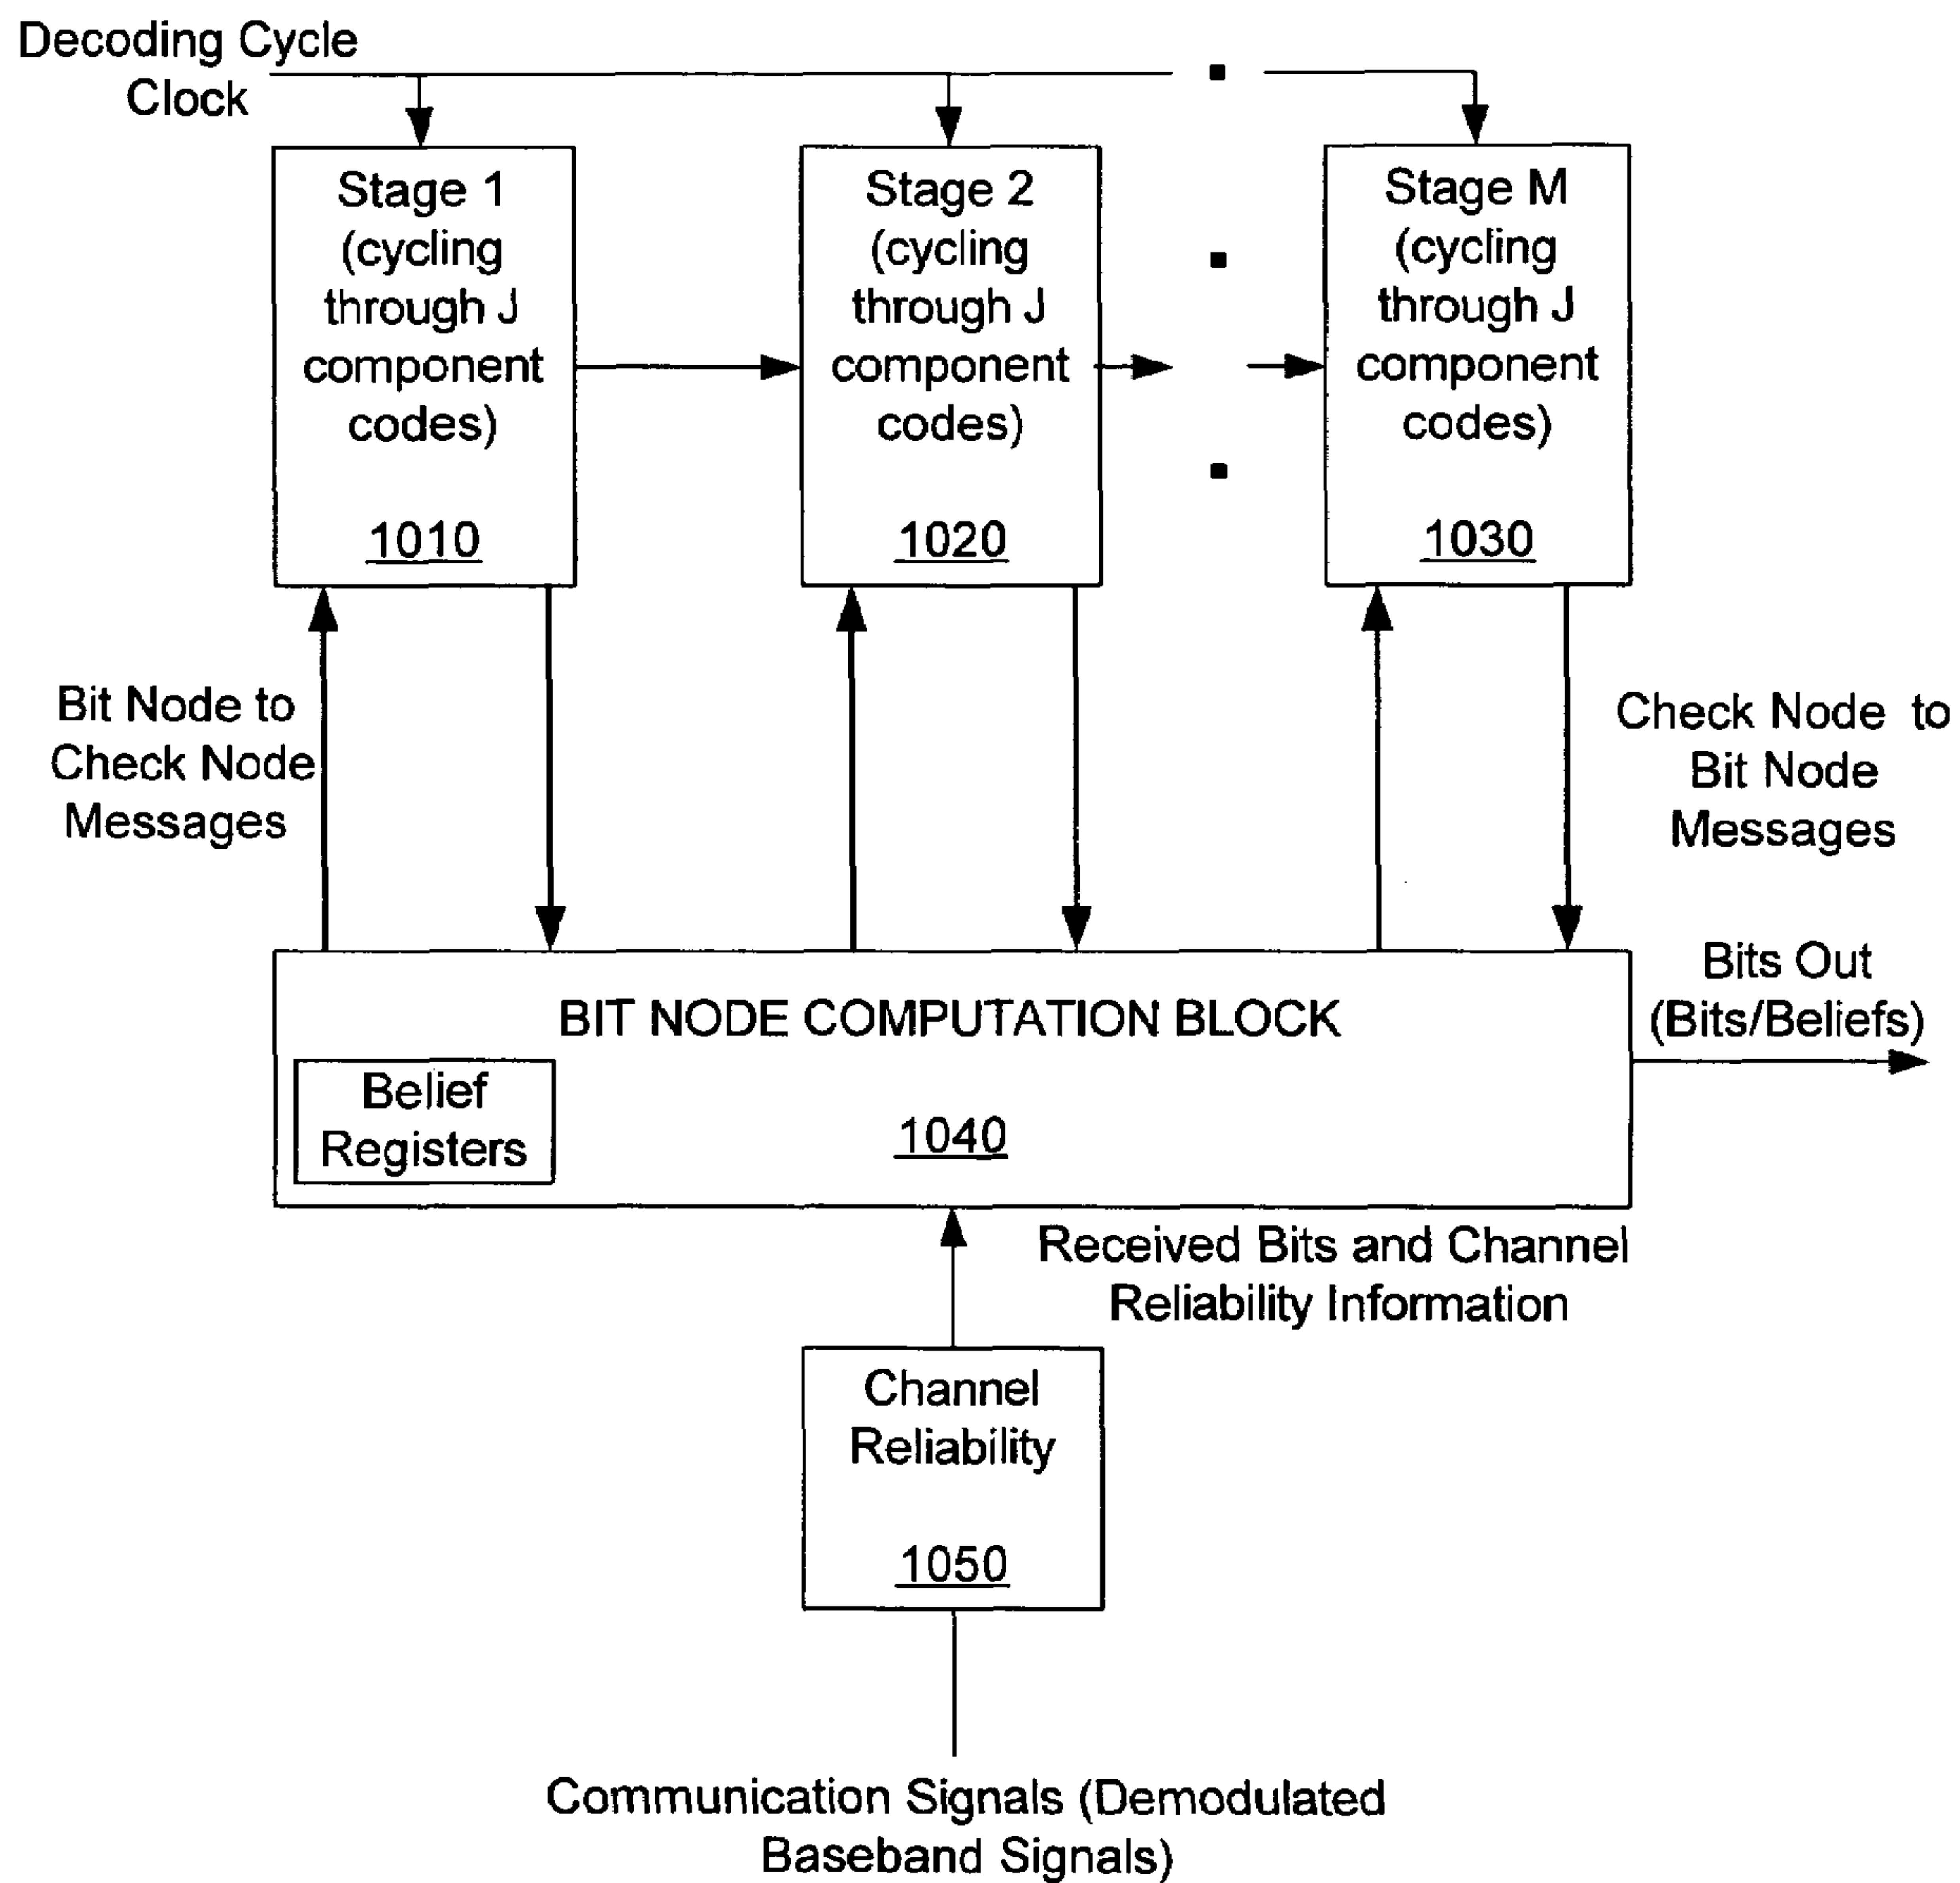 Decoding Cycle
Clock
Stage 1
(cycling
through J
component
codes)
1010
Stage 2
(cycling
through J
component
codes)
1020
Stage M
(cycling
through J
component
codes)
1030
Bit Node to
Check Node
Messages
Check Node to
Bit Node
Messages
Bits Out
(Bits/Beliefs)
BIT NODE COMPUTATION BLOCK
Belief
Registers
1040
Received Bits and Channel
Reliability Information
Channel
Reliability
1050
Communication Signals (Demodulated
Baseband Signals)